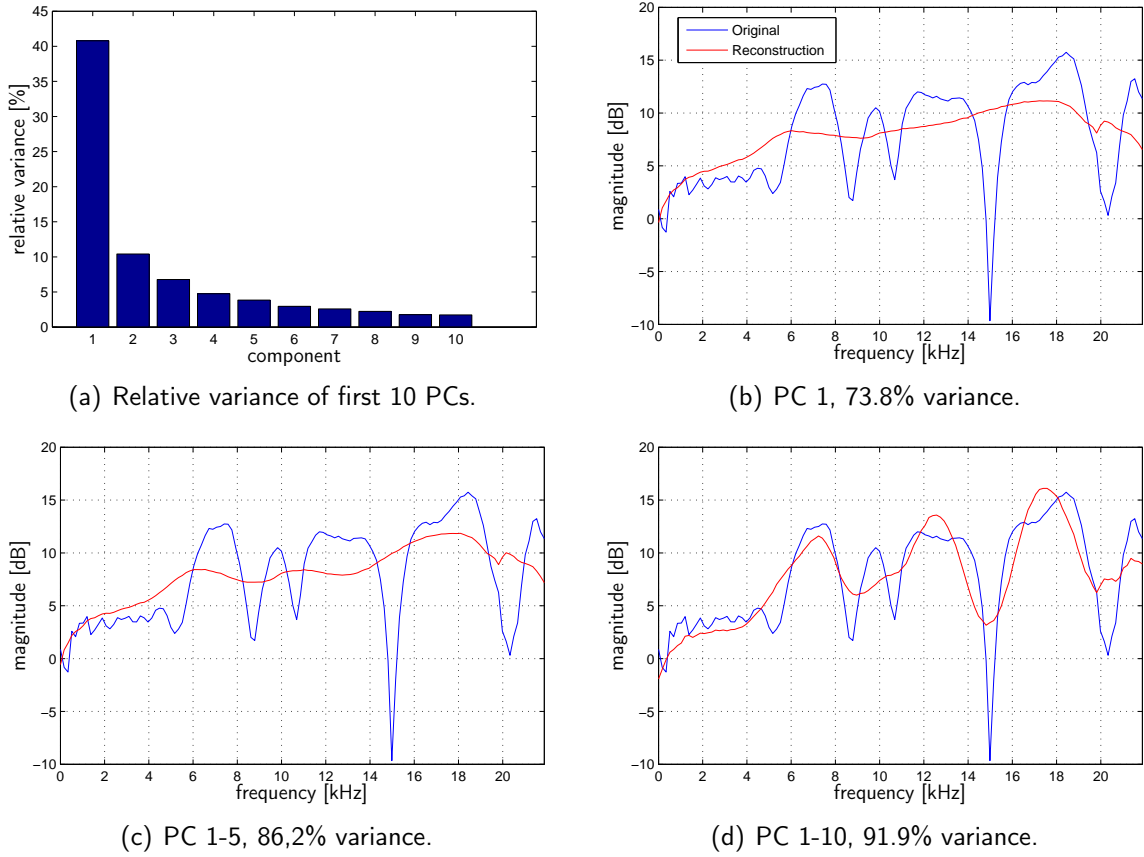 45
40
35
30
25
20
15
10
5
0
relative variance [%]
1 2 3 4 5 6 7 8 9 10
component
(a) Relative variance of first 10 PCs.
20
15
10
5
0
−5
−10
magnitude [dB]
Original
Reconstruction
0 2 4 6 8 10 12 14 16 18 20
frequency [kHz]
(b) PC 1, 73.8% variance.
20
15
10
5
0
−5
−10
magnitude [dB]
0 2 4 6 8 10 12 14 16 18 20
frequency [kHz]
(c) PC 1-5, 86,2% variance.
20
15
10
5
0
−5
−10
magnitude [dB]
0 2 4 6 8 10 12 14 16 18 20
frequency [kHz]
(d) PC 1-10, 91.9% variance.